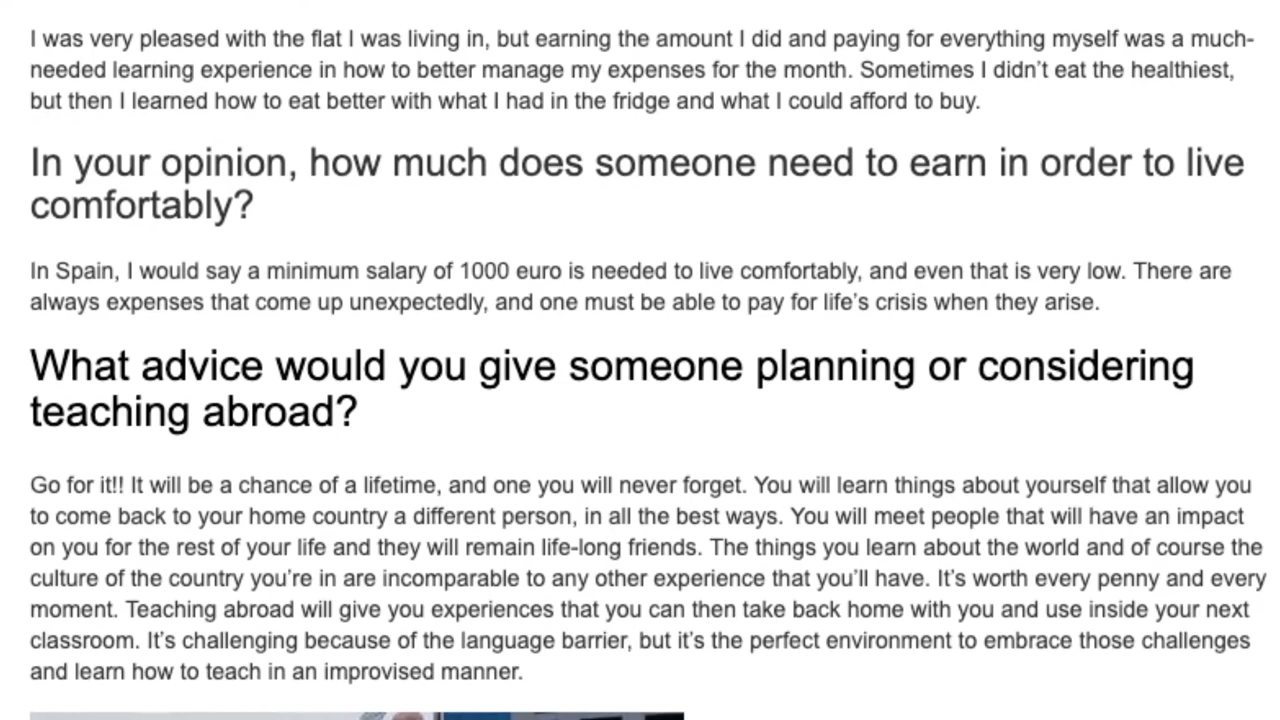 I was very pleased with the flat I was living in, but earning the amount I did and paying for everything myself was a much-
needed learning experience in how to better manage my expenses for the month. Sometimes I didn’t eat the healthiest,
but then I learned how to eat better with what I had in the fridge and what I could afford to buy.
In your opinion, how much does someone need to earn in order to live
comfortably?
In Spain, I would say a minimum salary of 1000 euro is needed to live comfortably, and even that is very low. There are
always expenses that come up unexpectedly, and one must be able to pay for life’s crisis when they arise.
What advice would you give someone planning or considering
teaching abroad?
Go for it!! It will be a chance of a lifetime, and one you will never forget. You will learn things about yourself that allow you
to come back to your home country a different person, in all the best ways. You will meet people that will have an impact
on you for the rest of your life and they will remain life-long friends. The things you learn about the world and of course the
culture of the country you’re in are incomparable to any other experience that you’ll have. It’s worth every penny and every
moment. Teaching abroad will give you experiences that you can then take back home with you and use inside your next
classroom. It’s challenging because of the language barrier, but it’s the perfect environment to embrace those challenges
and learn how to teach in an improvised manner.